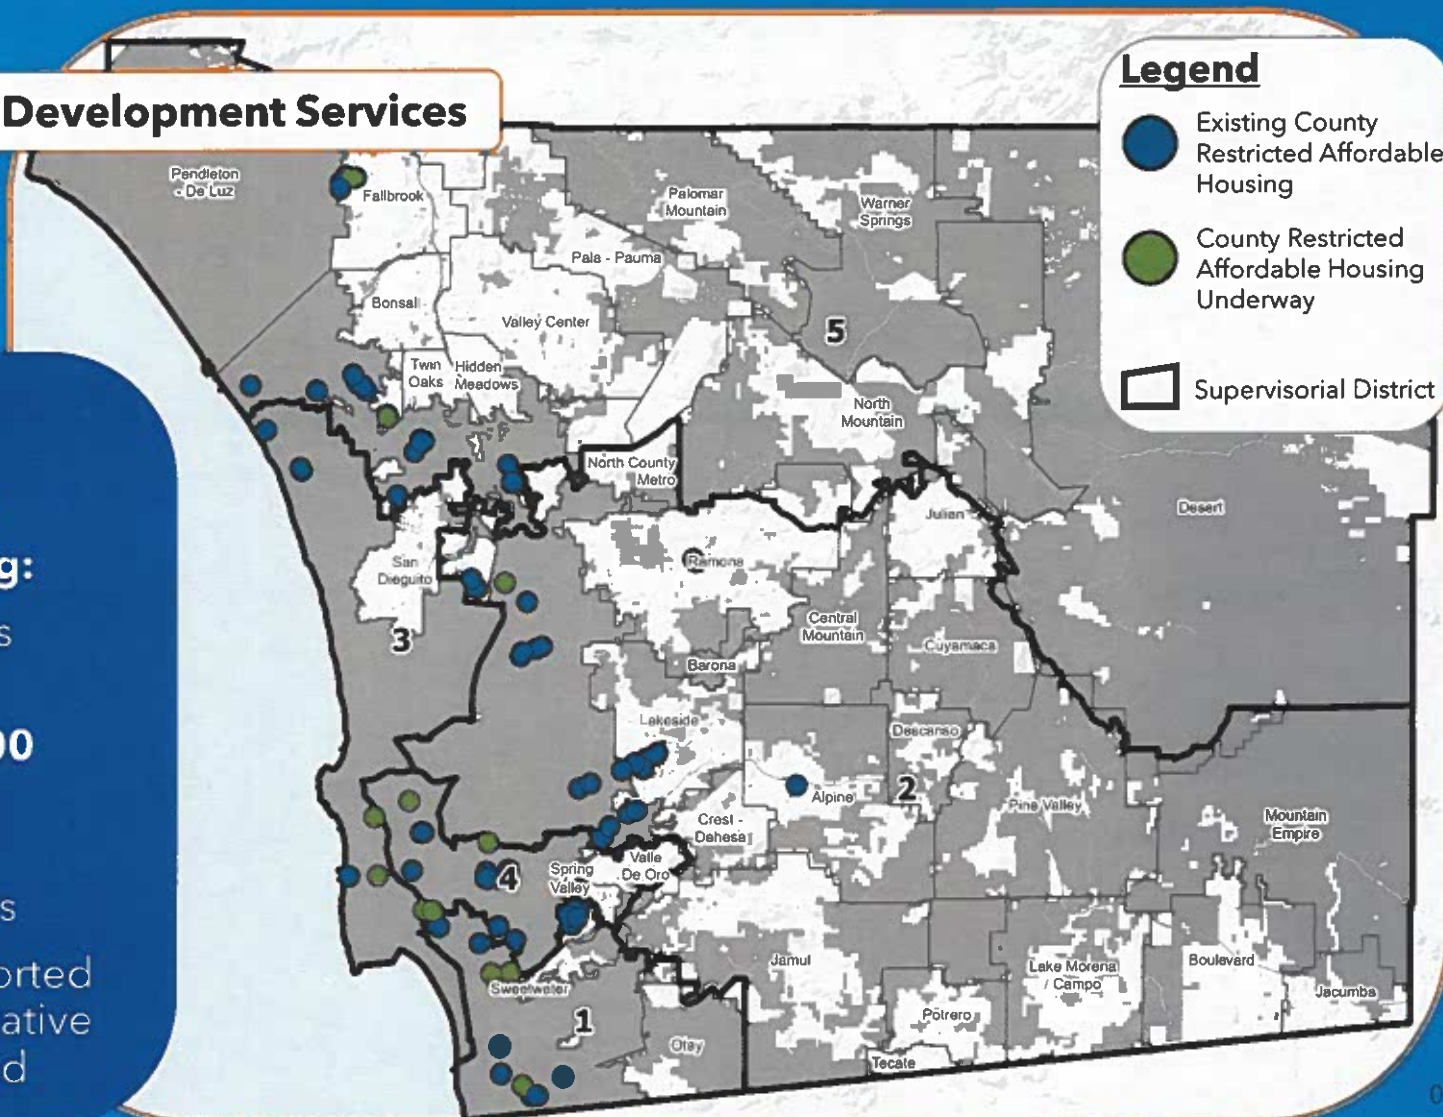 Development Services
Legend
Existing County
Restricted Affordable
Housing
County Restricted
Affordable Housing
Underway
Supervisorial District
Pendleton
- De Luz
Fallbrook
Palomar
Mountain
Warner
Springs
Pala - Pauma
Bonsall
Valley Center
5
Twin
Oaks
Hidden
Meadows
North
Mountain
North County
Metro
Desert
Julian
San
Dieguito
Ramona
3
Central
Mountain
Cuyamaca
Barona
Lakeside
Descanso
2
Alpine
Pine Valley
Crest -
Dehesa
Mountain
Empire
4
Spring
Valley
Valle
De Oro
Jamul
Lake Morena
/ Campo
Boulevard
Jacumba
Sweetwater
1
Potrero
Otay
Tecate
g:
s
00
s
orted
ative
d
0